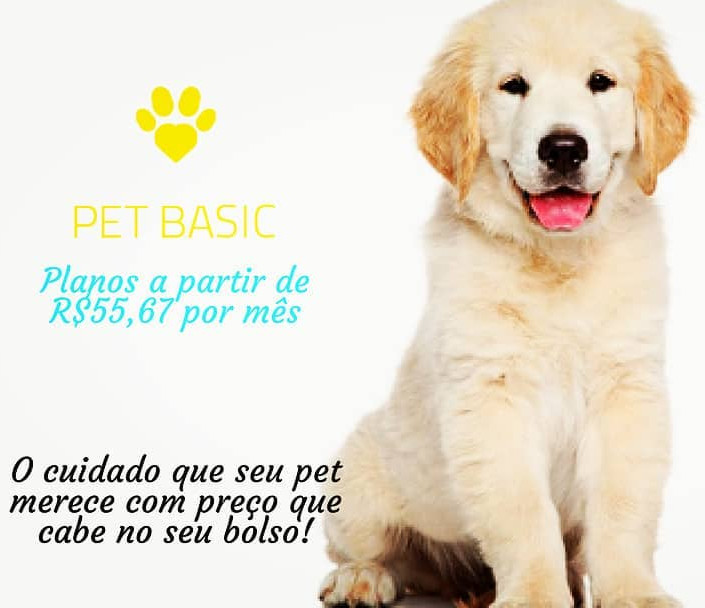 PET BASIC
Planos a partir de
R$55,67 por mês
O cuidado que seu pet
merece com preço que
cabe no seu bolso!